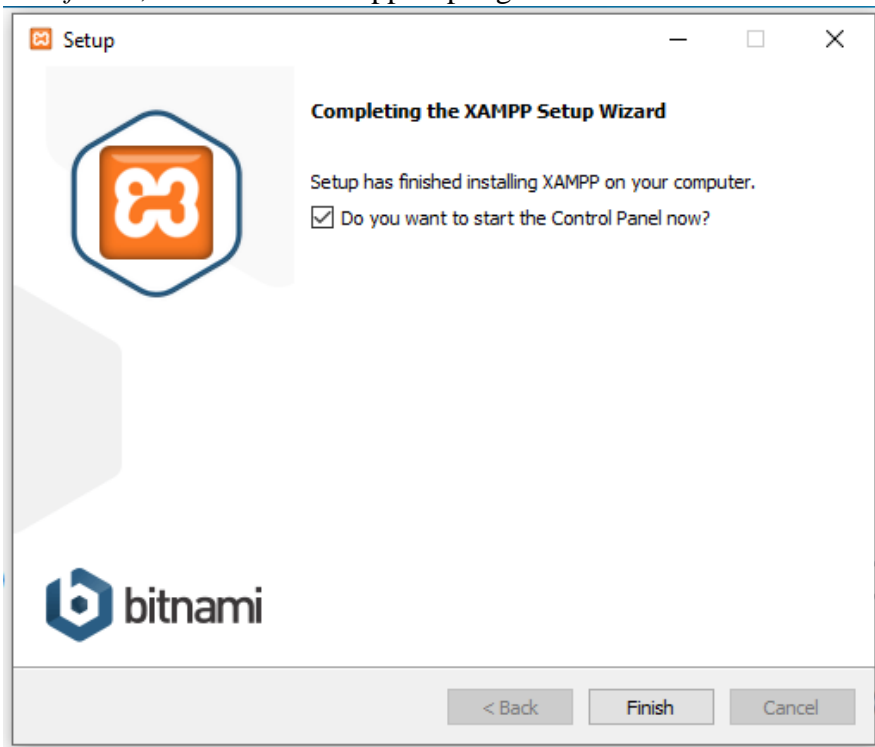 Setup
Completing the XAMPP Setup Wizard
Setup has finished installing XAMPP on your computer.
Do you want to start the Control Panel now?
bitnami
< Back Finish Cancel